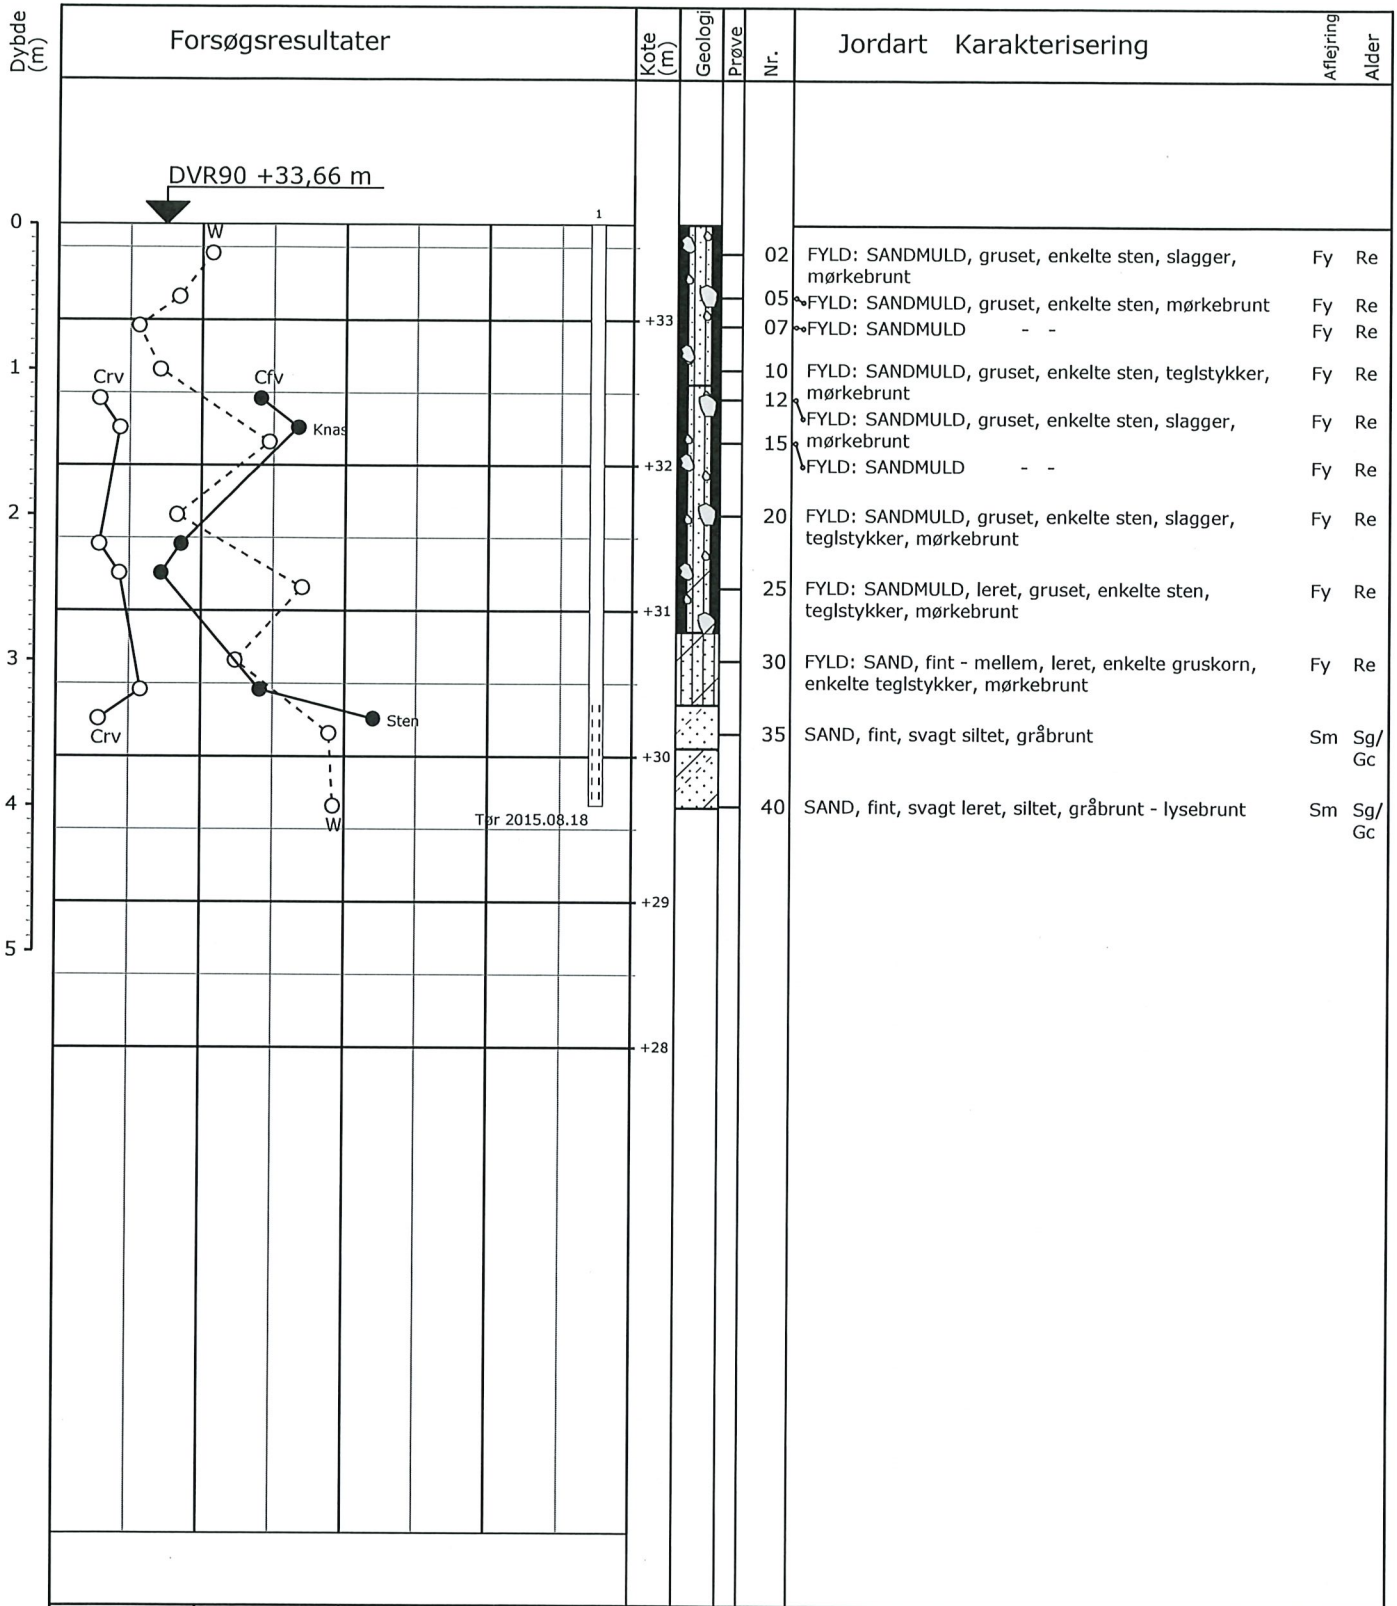 Dybde
(m)
Forsøgsresultater
Kote
(m)
Geologi
Prøve
Nr.
Jordart Karakterisering
Aflejring
Alder
DVR90 +33,66 m
1
0
1
2
3
4
5
W
Crv
Cfv
Knas
Sten
Crv
W
Tør 2015.08.18
+33
+32
+31
+30
+29
+28
02 FYLD: SANDMULD, gruset, enkelte sten, slagger, Fy Re
mørkebrunt
05 FYLD: SANDMULD, gruset, enkelte sten, mørkebrunt Fy Re
07 FYLD: SANDMULD - - Fy Re
10 FYLD: SANDMULD, gruset, enkelte sten, teglstykker, Fy Re
mørkebrunt
12 FYLD: SANDMULD, gruset, enkelte sten, slagger, Fy Re
mørkebrunt
15 FYLD: SANDMULD - - Fy Re
20 FYLD: SANDMULD, gruset, enkelte sten, slagger, Fy Re
teglstykker, mørkebrunt
25 FYLD: SANDMULD, leret, gruset, enkelte sten, Fy Re
teglstykker, mørkebrunt
30 FYLD: SAND, fint - mellem, leret, enkelte gruskorn, Fy Re
enkelte teglstykker, mørkebrunt
35 SAND, fint, svagt siltet, gråbrunt Sm Sg/
Gc
40 SAND, fint, svagt leret, siltet, gråbrunt - lysebrunt Sm Sg/
Gc